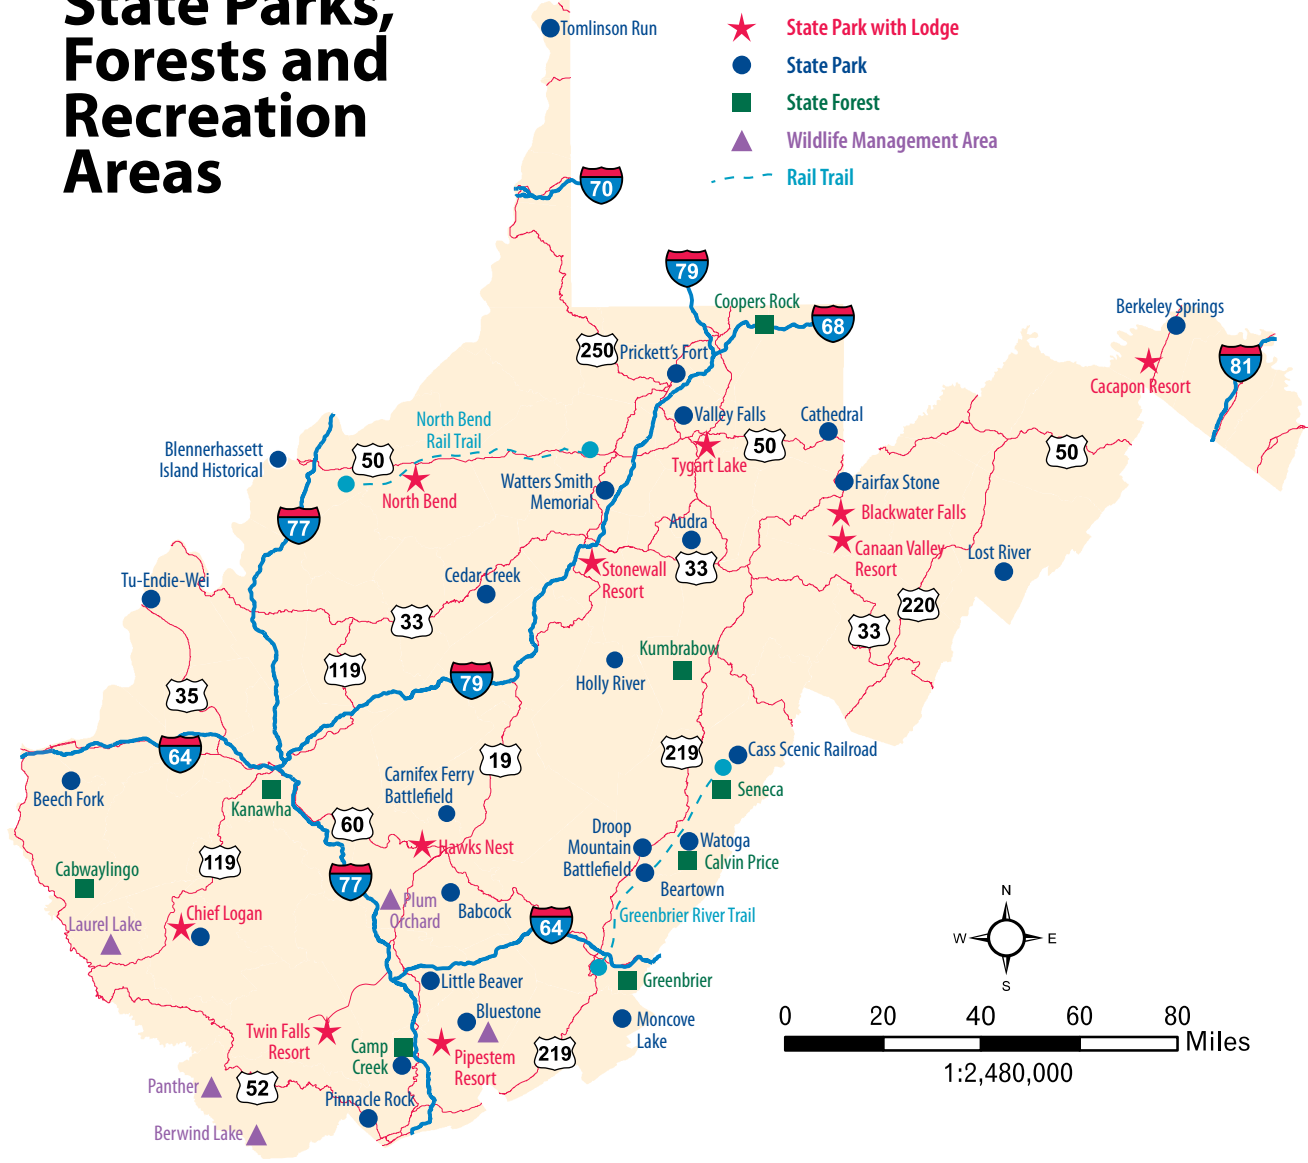 State Parks,
Forests and
Recreation
Areas
State Park with Lodge
State Park
State Forest
Wildlife Management Area
Rail Trail
Tomlinson Run
70
79
Coopers Rock
68
Berkeley Springs
81
Cacapon Resort
250
Prickett's Fort
North Bend
Rail Trail
Valley Falls
Cathedral
50
50
50
Blennerhassett
Island Historical
Tygart Lake
North Bend
Watters Smith
Memorial
Fairfax Stone
Blackwater Falls
77
Audra
Canaan Valley
Resort
Lost River
Stonewall
Resort
33
Tu-Endie-Wei
Cedar Creek
33
220
33
119
Kumbrabow
Holly River
79
35
64
219
Cass Scenic Railroad
19
Seneca
Beech Fork
Kanawha
Carnifex Ferry
Battlefield
60
Hawks Nest
Droop
Mountain
Battlefield
Watoga
Calvin Price
Beartown
119
Cabwaylingo
77
Plum
Orchard
Babcock
Greenbrier River Trail
Laurel Lake
Chief Logan
64
Little Beaver
Greenbrier
N
W
E
S
Bluestone
Moncove
Lake
Twin Falls
Resort
Camp
Creek
Pipestem
Resort
219
0 20 40 60 80
Miles
1:2,480,000
Panther
52
Pinnacle Rock
Berwind Lake